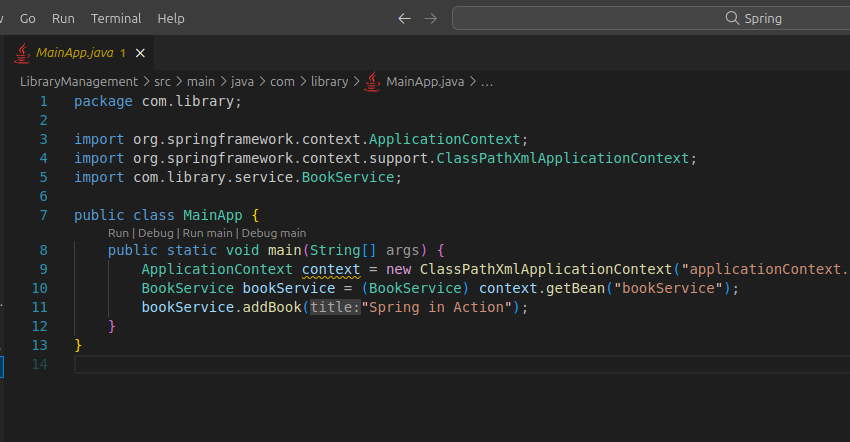 Go Run Terminal Help ← → Spring
MainApp.java 1 ×
LibraryManagement > src > main > java > com > library > MainApp.java > ...
1 package com.library;
2
3 import org.springframework.context.ApplicationContext;
4 import org.springframework.context.support.ClassPathXmlApplicationContext;
5 import com.library.service.BookService;
6
7 public class MainApp {
Run | Debug | Run main | Debug main
8 public static void main(String[] args) {
9 ApplicationContext context = new ClassPathXmlApplicationContext("applicationContext.
10 BookService bookService = (BookService) context.getBean("bookService");
11 bookService.addBook(title:"Spring in Action");
12 }
13 }
14